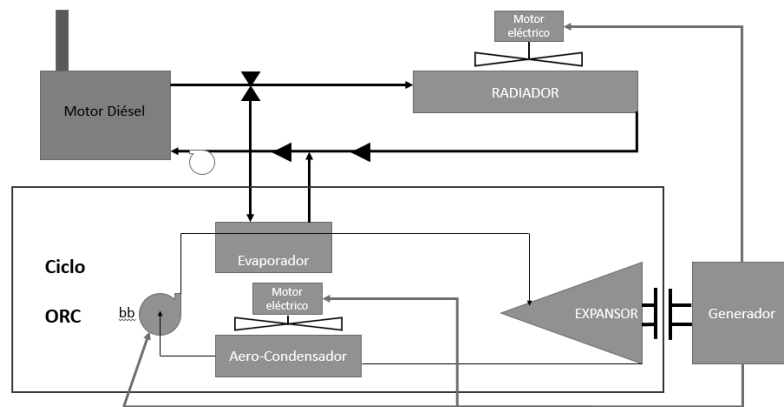 Motor
eléctrico
Motor Diésel
RADIADOR
Ciclo
ORC
Evaporador
bb
Motor
eléctrico
Aero-Condensador
EXPANSOR
Generador